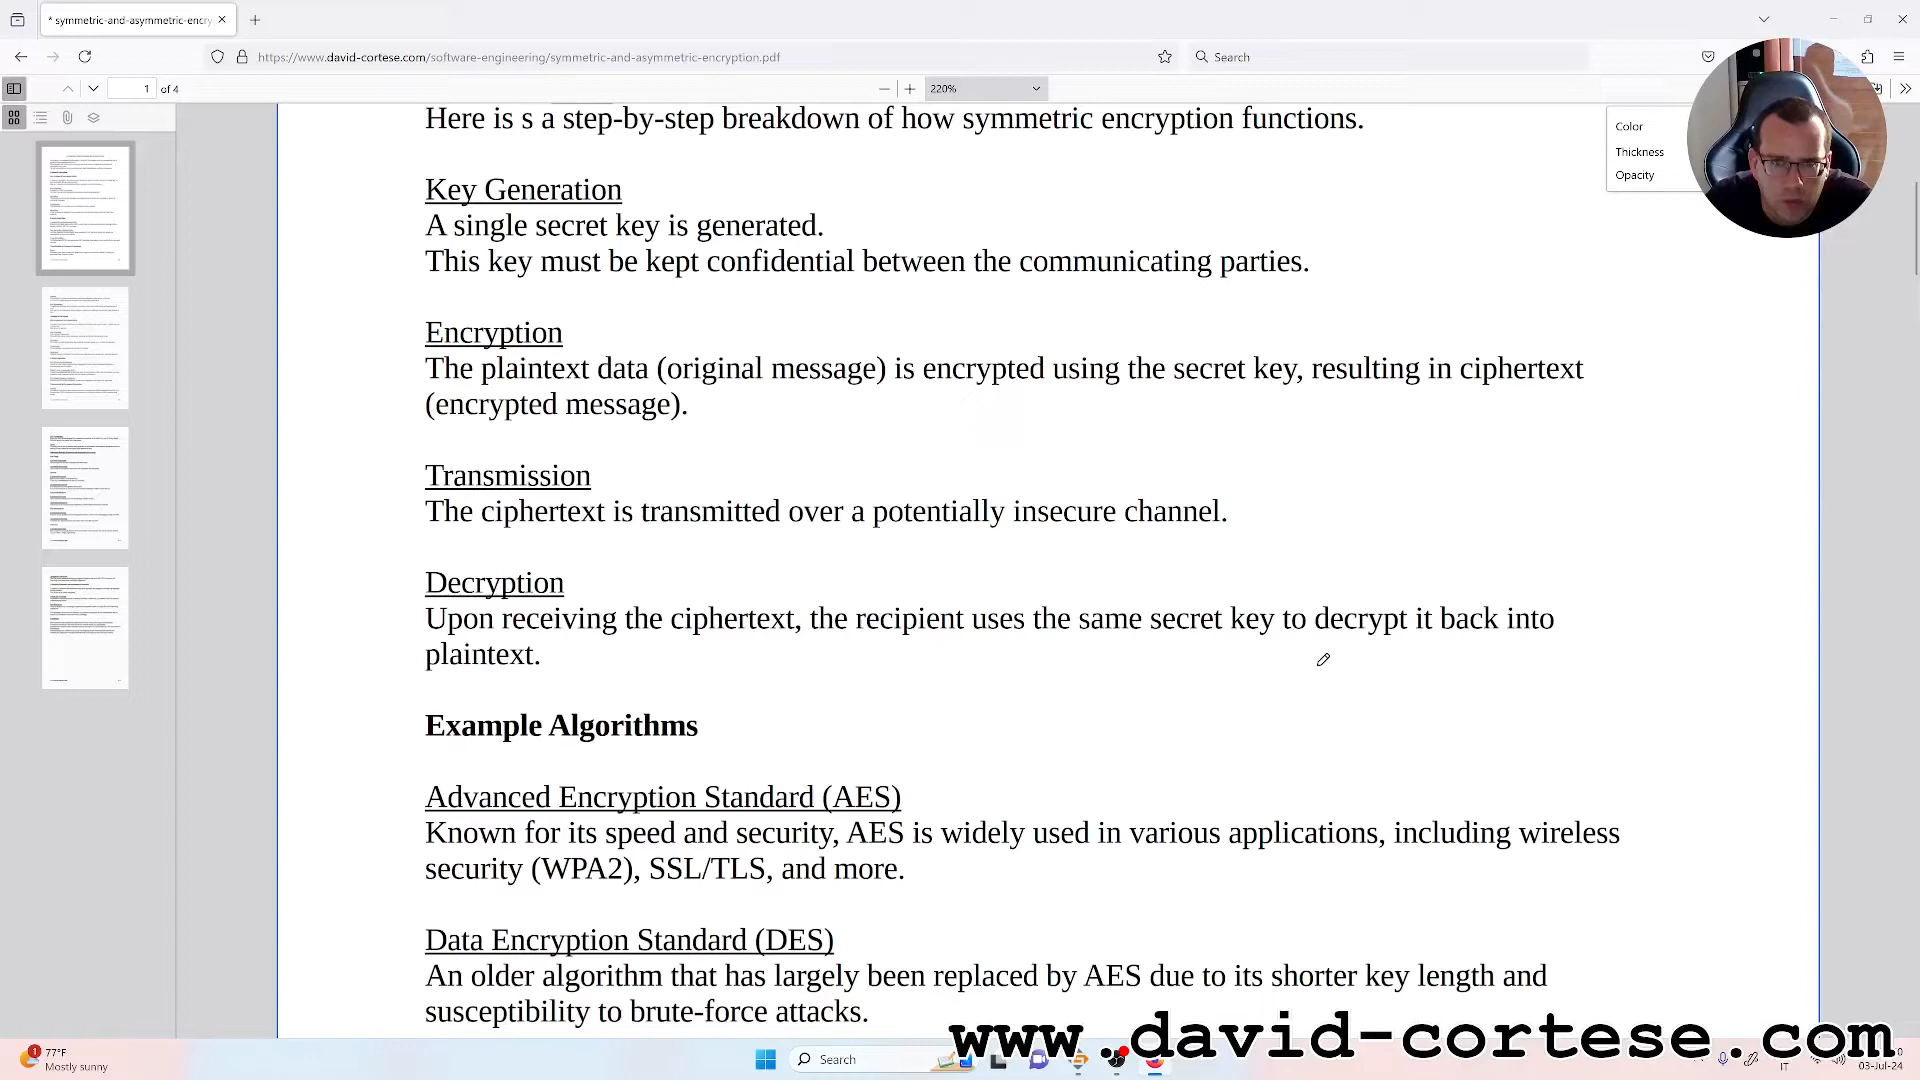 * symmetric-and-asymmetric-encry
https://www.david-cortese.com/software-engineering/symmetric-and-asymmetric-encryption.pdf
Search
1 of 4
220%
Color
Thickness
Opacity
Here is s a step-by-step breakdown of how symmetric encryption functions.
Key Generation
A single secret key is generated.
This key must be kept confidential between the communicating parties.
Encryption
The plaintext data (original message) is encrypted using the secret key, resulting in ciphertext
(encrypted message).
Transmission
The ciphertext is transmitted over a potentially insecure channel.
Decryption
Upon receiving the ciphertext, the recipient uses the same secret key to decrypt it back into
plaintext.
Example Algorithms
Advanced Encryption Standard (AES)
Known for its speed and security, AES is widely used in various applications, including wireless
security (WPA2), SSL/TLS, and more.
Data Encryption Standard (DES)
An older algorithm that has largely been replaced by AES due to its shorter key length and
susceptibility to brute-force attacks.
www.david-cortese.com
1
77°F
Mostly sunny
Search
IT
03-Jul-24